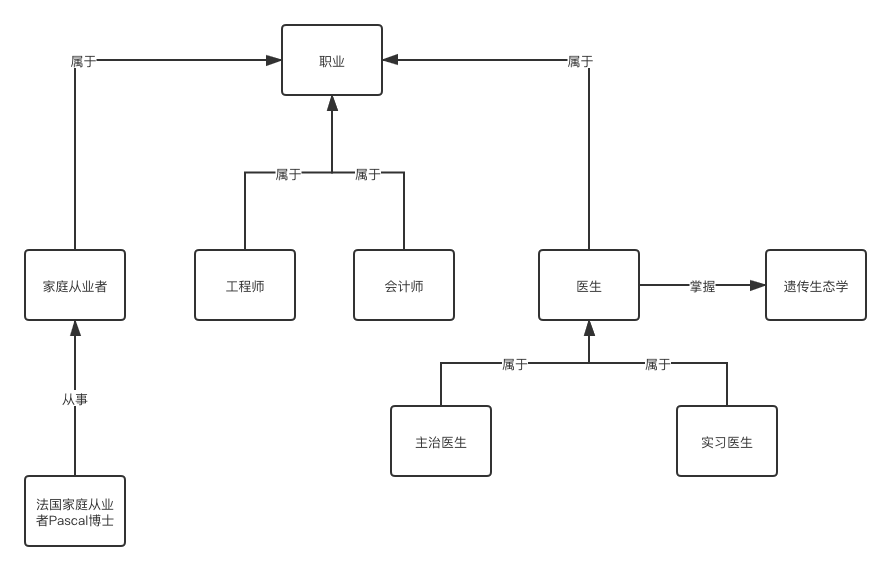 职业
属于
属于
属于
属于
家庭从业者
工程师
会计师
医生
掌握
遗传生态学
属于
属于
从事
主治医生
实习医生
法国家庭从业
者Pascal博士